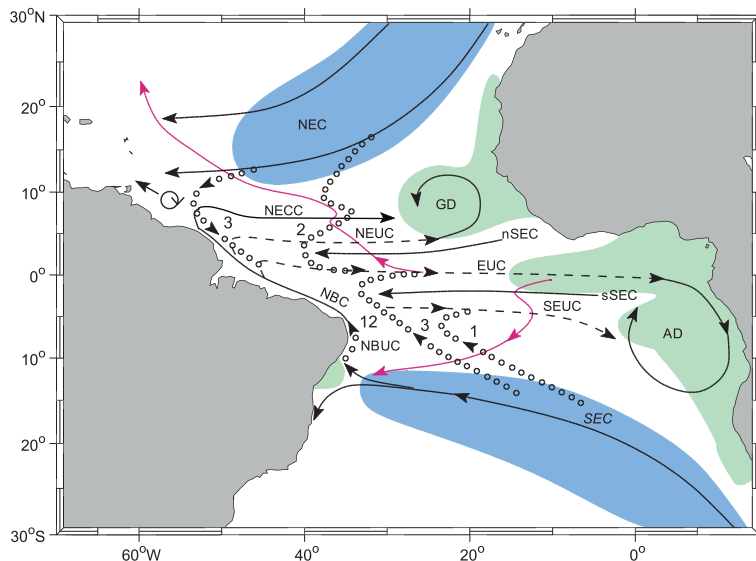 30°N
20°
NEC
10°
GD
NECC
3
2
NEUC
nSEC
EUC
0°
NBC
sSEC
SEUC
12
3
1
AD
NBUC
10°
SEC
20°
30°S
60°W
40°
20°
0°